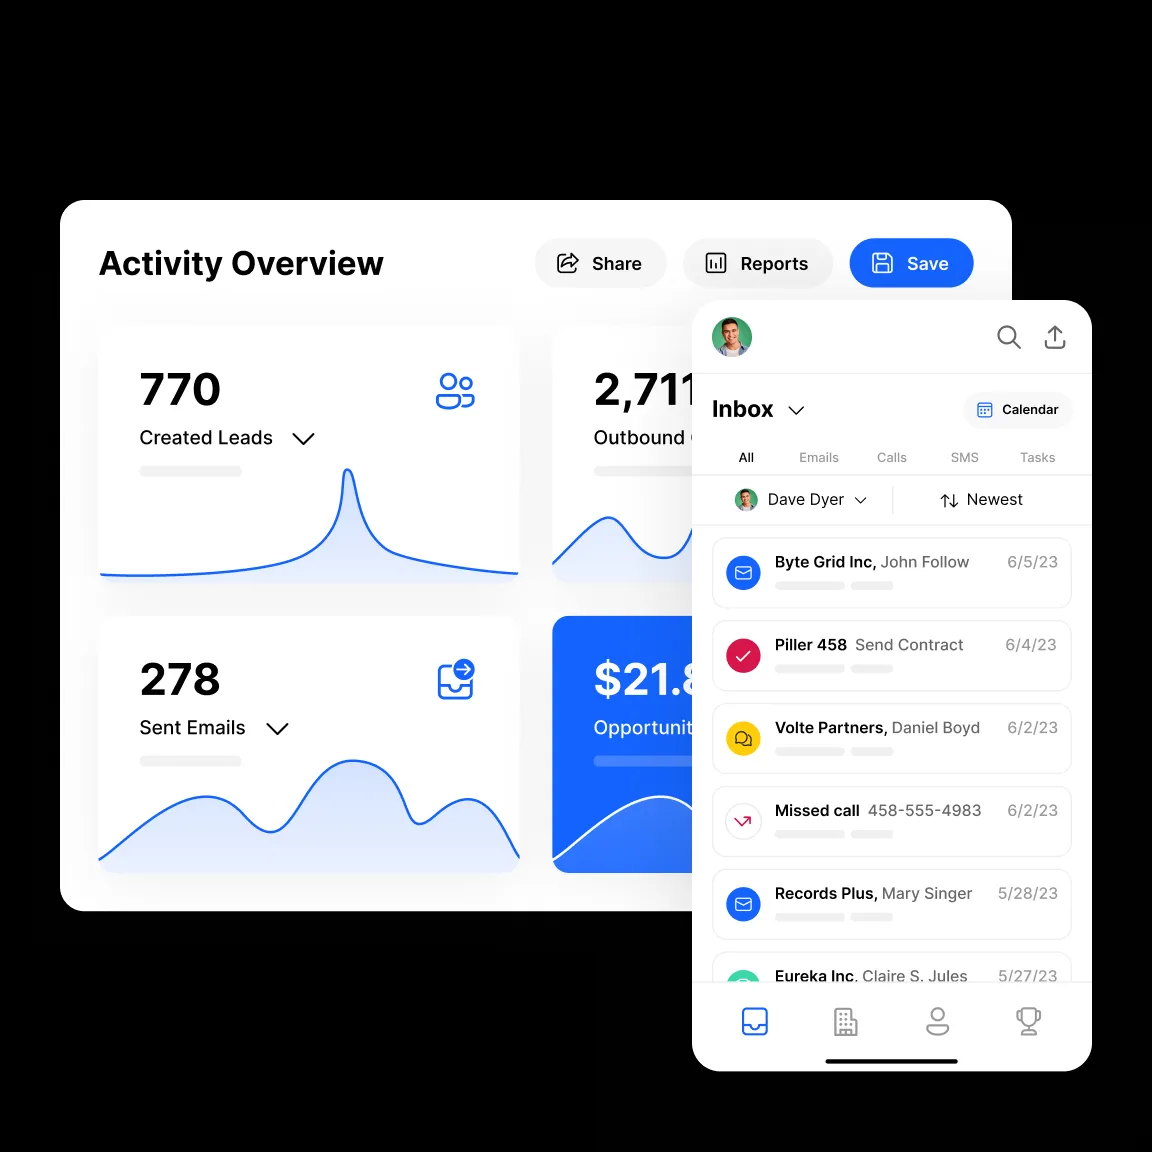 Activity Overview
Share
Reports
Save
770
Created Leads
2,711
Outbound
278
Sent Emails
$21.8
Opportunit
Inbox
Calendar
All
Emails
Calls
SMS
Tasks
Dave Dyer
Newest
Byte Grid Inc, John Follow 6/5/23
Piller 458 Send Contract 6/4/23
Volte Partners, Daniel Boyd 6/2/23
Missed call 458-555-4983 6/2/23
Records Plus, Mary Singer 5/28/23
Eureka Inc, Claire S. Jules 5/27/23